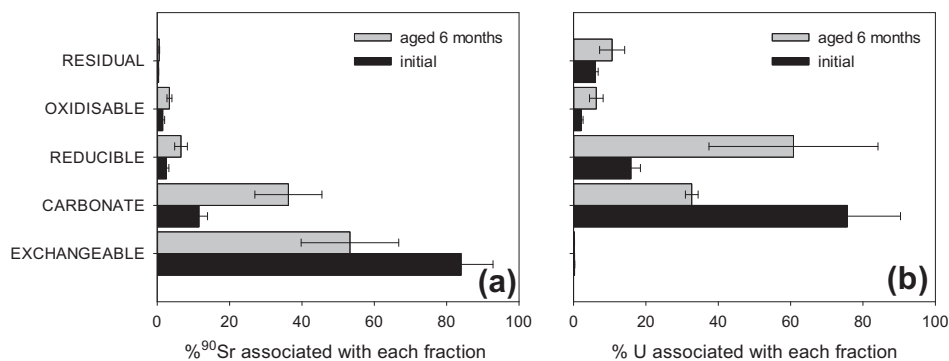 aged 6 months
initial
RESIDUAL
OXIDISABLE
REDUCIBLE
CARBONATE
EXCHANGEABLE
(a)
0 20 40 60 80 100
%⁹⁰Sr associated with each fraction
aged 6 months
initial
(b)
0 20 40 60 80 100
% U associated with each fraction